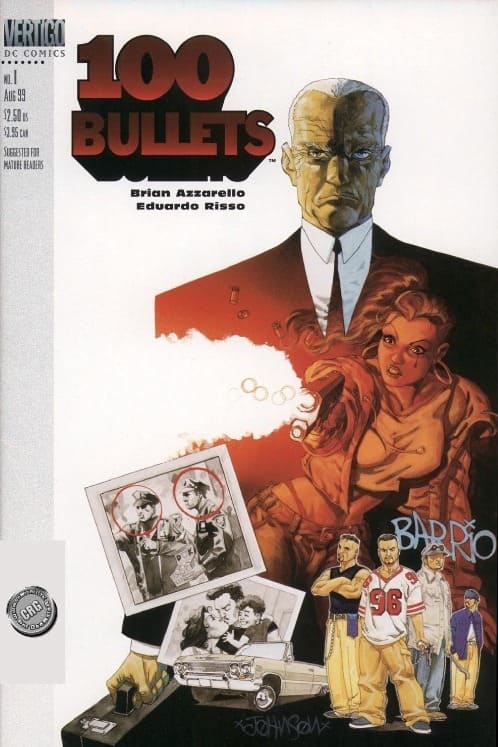 VERTIGO
DC COMICS
NO. 1
AUG 99
$2.50 US
$3.95 CAN
SUGGESTED FOR
MATURE READERS
100
BULLETS
™
Brian Azzarello
Eduardo Risso
BARRIO
96
CRG
JOHNSON